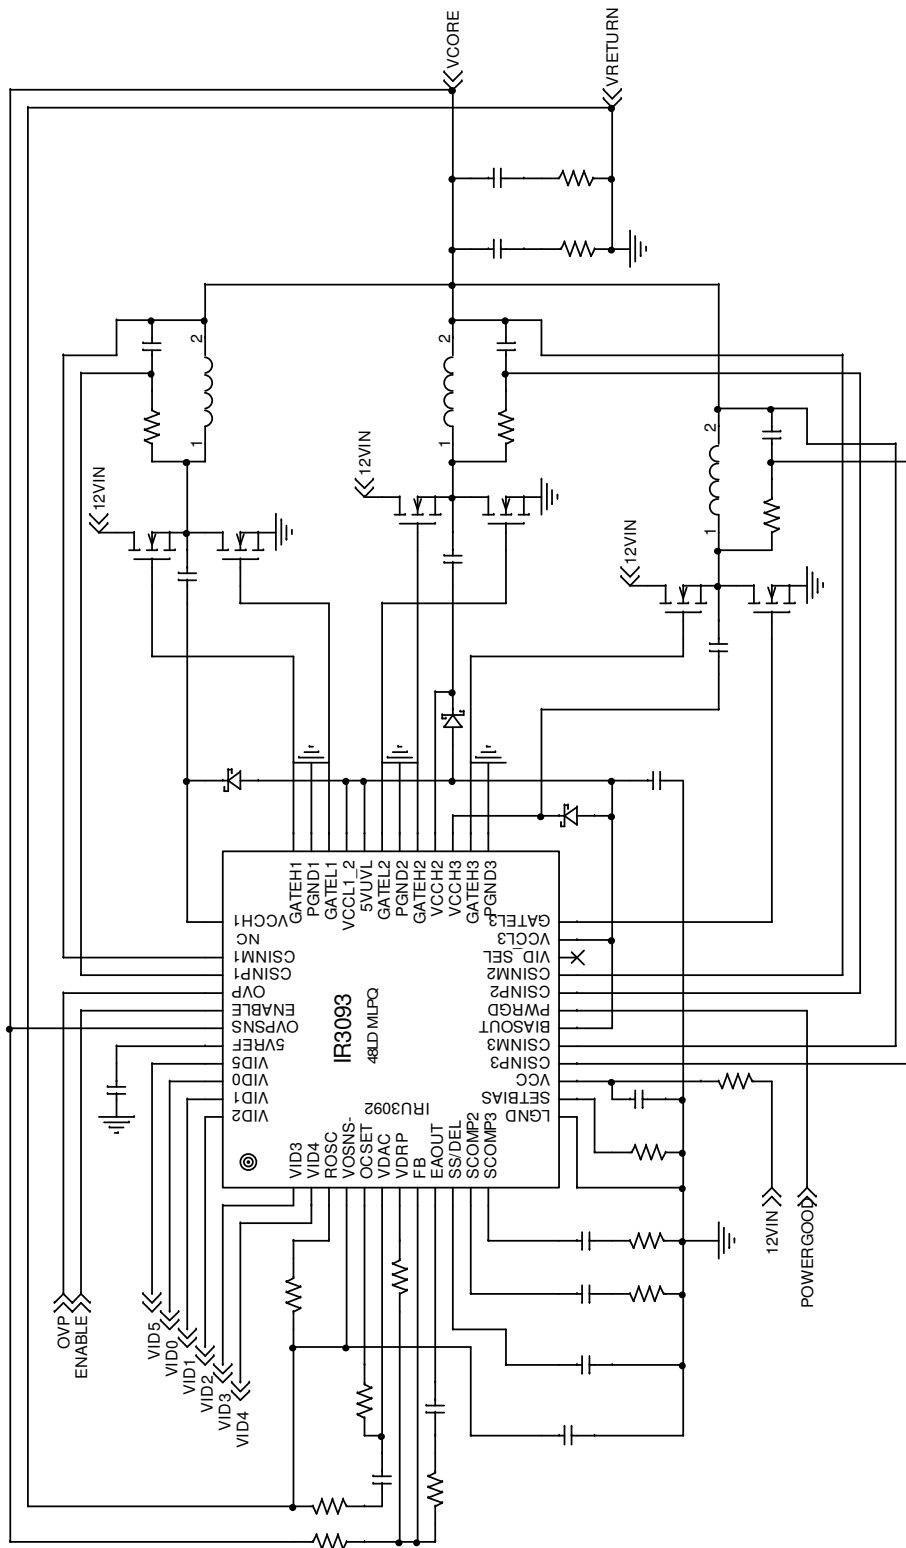 VCORE
VRETURN
2
1
12VIN
2
1
12VIN
2
1
12VIN
GATEH1
PGND1
GATEL1
VCCL1_2
5VUVL
GATEL2
PGND2
GATEH2
VCCH2
VCCH3
GATEH3
PGND3
VCCH1
NC
CSINM1
CSINP1
OVP
ENABLE
OVPSNS
5VREF
VID5
VID0
VID1
VID2
GATEL3
VCCL3
VID_SEL
CSINM2
CSINP2
PWRGD
BIASOUT
CSINM3
CSINP3
VCC
SETBIAS
LGND
IR3093
48LD MLPQ
IRU3092
VID3
VID4
ROSC
VOSNS-
OCSET
VDAC
VDRP
FB
EAOUT
SS/DEL
SCOMP2
SCOMP3
OVP
ENABLE
VID5
VID0
VID1
VID2
VID3
VID4
12VIN
POWERGOOD